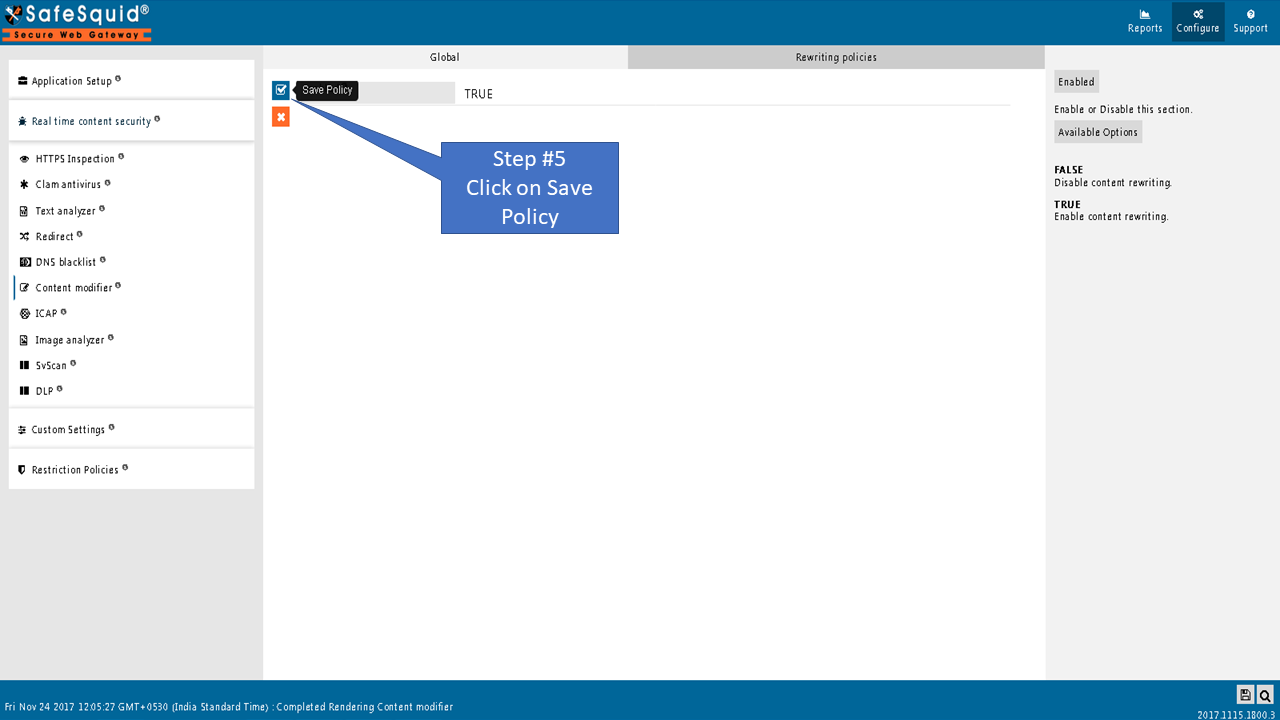 SafeSquid®
Secure Web Gateway
Reports
Configure
Support
Application Setup
Real time content security
HTTPS Inspection
Clam antivirus
Text analyzer
Redirect
DNS blacklist
Content modifier
ICAP
Image analyzer
SvScan
DLP
Custom Settings
Restriction Policies
Global
Rewriting policies
Save Policy
TRUE
Step #5
Click on Save
Policy
Enabled
Enable or Disable this section.
Available Options
FALSE
Disable content rewriting.
TRUE
Enable content rewriting.
Fri Nov 24 2017 12:05:27 GMT+0530 (India Standard Time) : Completed Rendering Content modifier
2017.1115.1800.3